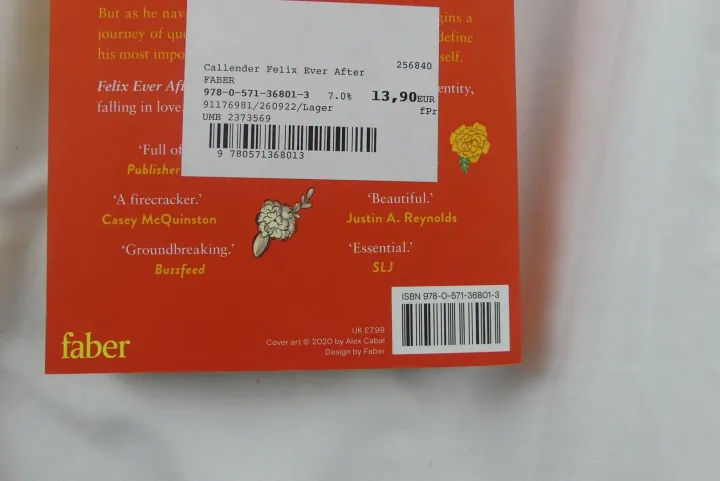 But as he nav
journey of qu
his most impo
gins a
define
self.
Felix Ever Aft
entity,
falling in love
Callender Felix Ever After 256840
FABER
978-0-571-36801-3 7.0% 13,90EUR
91176981/260922/Lager fPr
UMB 2373569
9 780571368013
'Full of
Publisher
'A firecracker.'
Casey McQuinston
'Beautiful.'
Justin A. Reynolds
'Groundbreaking.'
Buzzfeed
'Essential.'
SLJ
ISBN 978-0-571-36801-3
faber
UK £7.99
Cover art © 2020 by Alex Cabal
Design by Faber